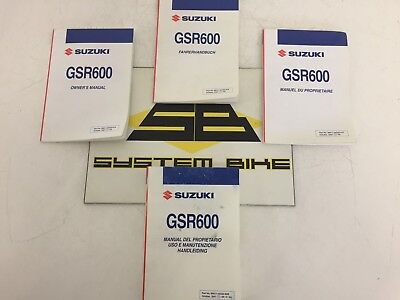 SUZUKI
GSR600
OWNER'S MANUAL
SUZUKI
GSR600
FAHRERHANDBUCH
SUZUKI
GSR600
MANUEL DU PROPRIETAIRE
SB
SYSTEM BIKE
SUZUKI
GSR600
MANUAL DEL PROPIETARIO
USO E MANUTENZIONE
HANDLEIDING